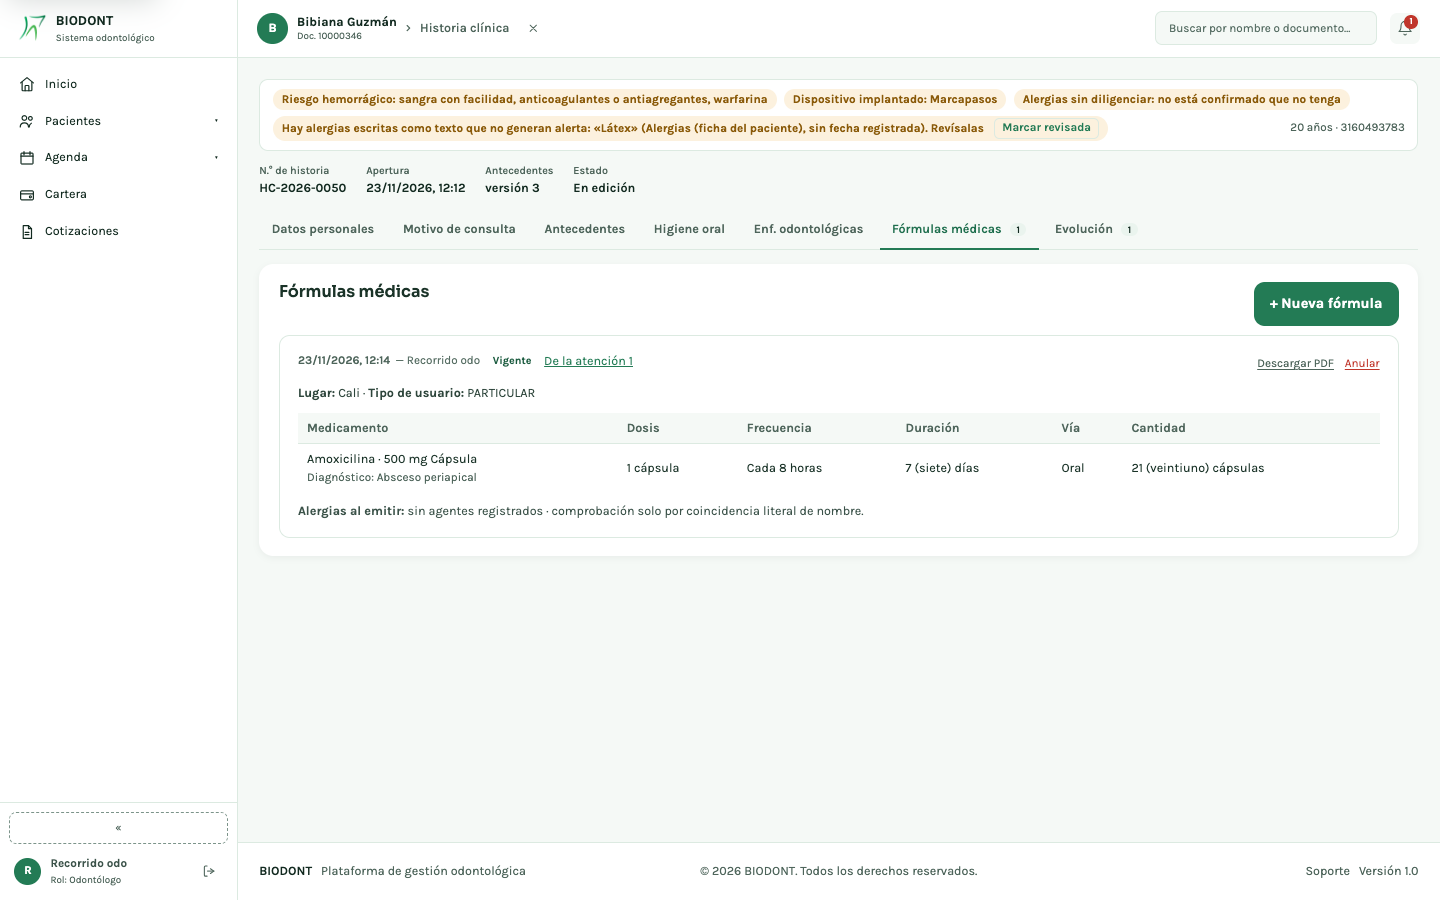 BIODONT
Sistema odontológico
Inicio
Pacientes
Agenda
Cartera
Cotizaciones
«
R
Recorrido odo
Rol: Odontólogo
B
Bibiana Guzmán
Doc. 10000346
› Historia clínica ×
Buscar por nombre o documento...
1
Riesgo hemorrágico: sangra con facilidad, anticoagulantes o antiagregantes, warfarina
Dispositivo implantado: Marcapasos
Alergias sin diligenciar: no está confirmado que no tenga
Hay alergias escritas como texto que no generan alerta: «Látex» (Alergias (ficha del paciente), sin fecha registrada). Revísalas
Marcar revisada
20 años · 3160493783
N.° de historia
HC-2026-0050
Apertura
23/11/2026, 12:12
Antecedentes
versión 3
Estado
En edición
Datos personales
Motivo de consulta
Antecedentes
Higiene oral
Enf. odontológicas
Fórmulas médicas 1
Evolución 1
Fórmulas médicas
+ Nueva fórmula
23/11/2026, 12:14 — Recorrido odo Vigente De la atención 1
Descargar PDF Anular
Lugar: Cali · Tipo de usuario: PARTICULAR
Medicamento Dosis Frecuencia Duración Vía Cantidad
Amoxicilina · 500 mg Cápsula
Diagnóstico: Absceso periapical
1 cápsula Cada 8 horas 7 (siete) días Oral 21 (veintiuno) cápsulas
Alergias al emitir: sin agentes registrados · comprobación solo por coincidencia literal de nombre.
BIODONT Plataforma de gestión odontológica
© 2026 BIODONT. Todos los derechos reservados.
Soporte Versión 1.0